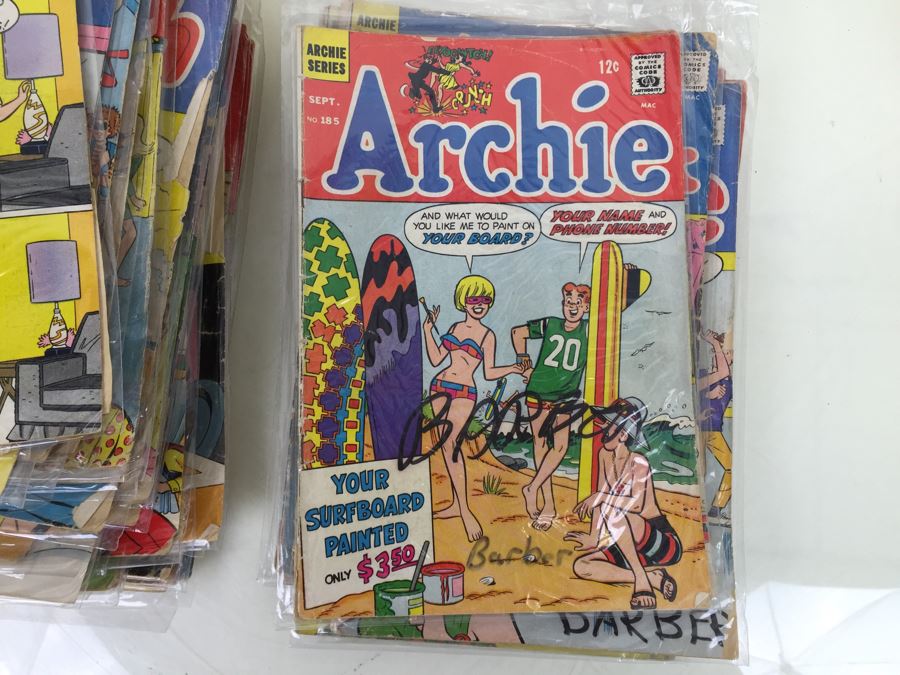 ARCHIE
ARCHIE
SERIES
KRUNCH
12¢
APPROVED
BY THE
COMICS
CODE
AUTHORITY
MAC
SEPT.
NO 185
Archie
AND WHAT WOULD
YOU LIKE ME TO PAINT ON
YOUR BOARD?
YOUR NAME AND
PHONE NUMBER!
20
YOUR
SURFBOARD
PAINTED
ONLY $3.50
Barber
BARBER